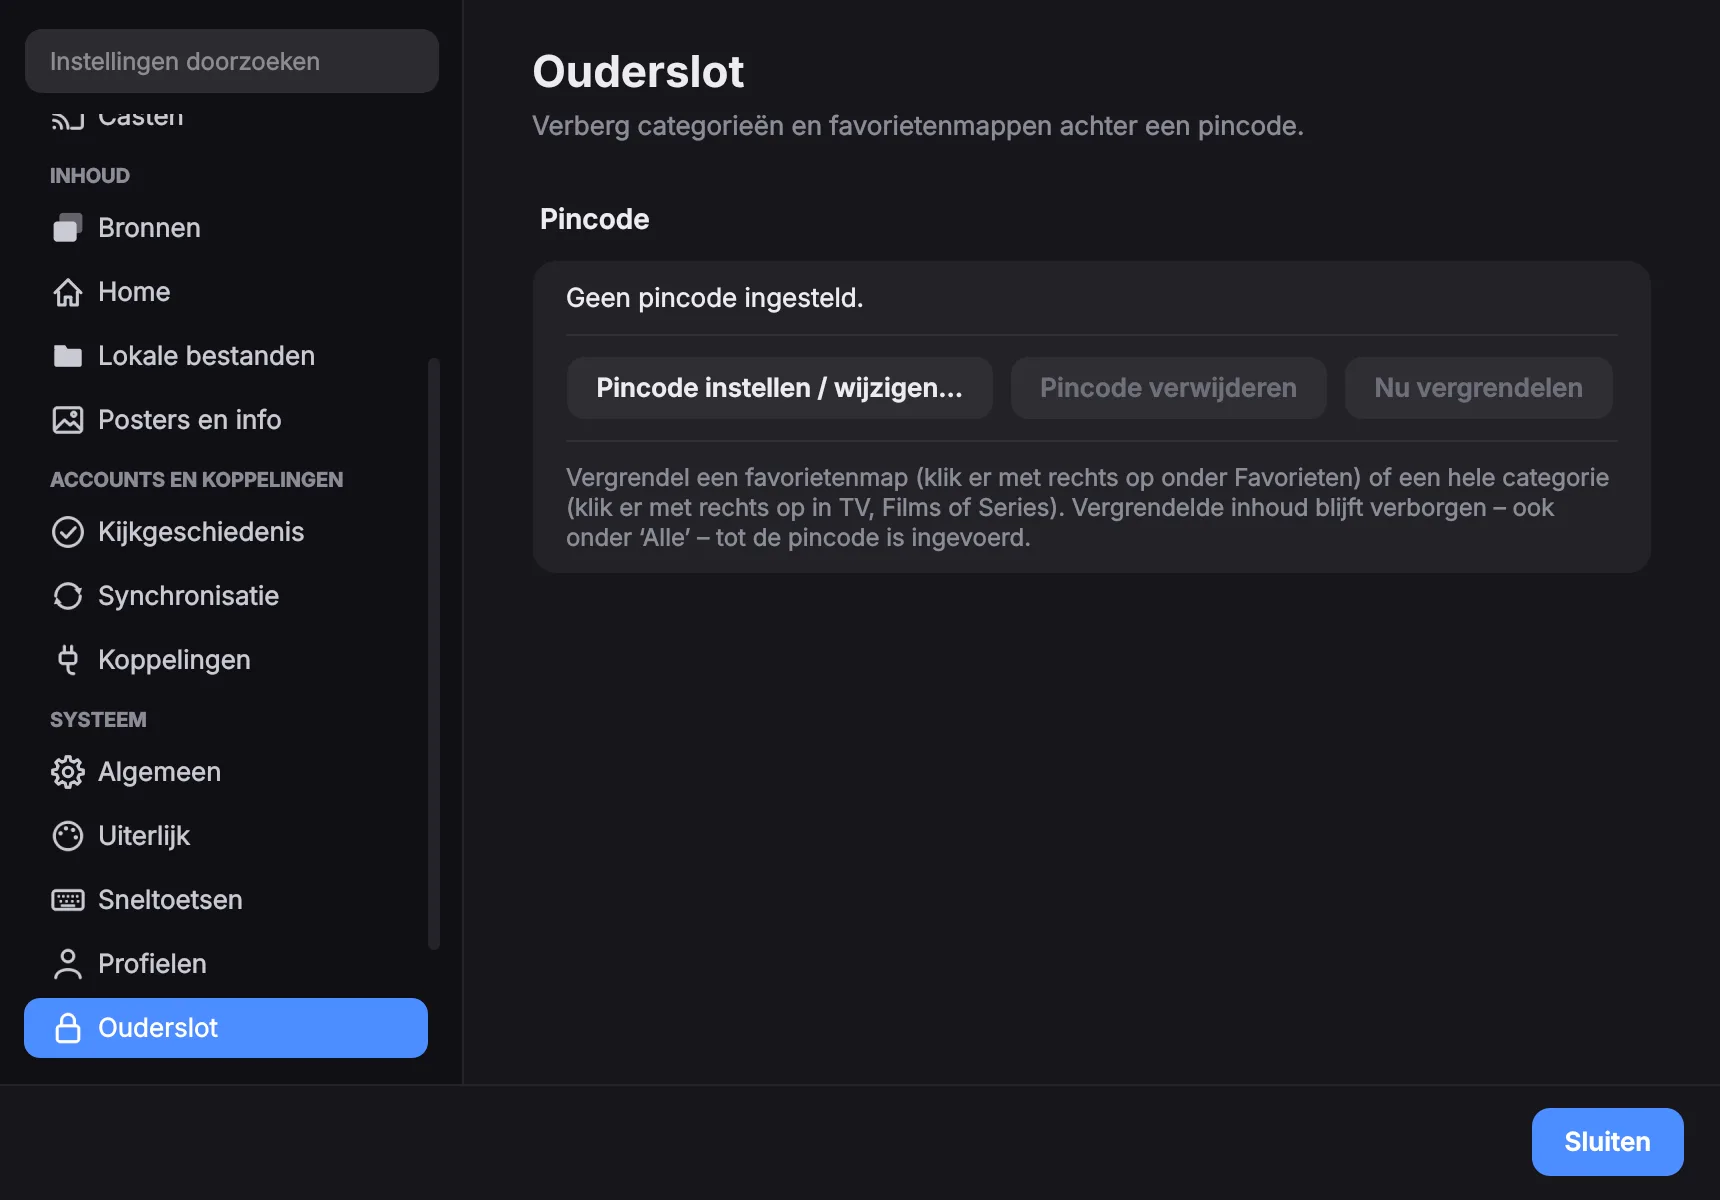 Instellingen doorzoeken
Casten
INHOUD
Bronnen
Home
Lokale bestanden
Posters en info
ACCOUNTS EN KOPPELINGEN
Kijkgeschiedenis
Synchronisatie
Koppelingen
SYSTEEM
Algemeen
Uiterlijk
Sneltoetsen
Profielen
Ouderslot
Ouderslot
Verberg categorieën en favorietenmappen achter een pincode.
Pincode
Geen pincode ingesteld.
Pincode instellen / wijzigen...
Pincode verwijderen
Nu vergrendelen
Vergrendel een favorietenmap (klik er met rechts op onder Favorieten) of een hele categorie
(klik er met rechts op in TV, Films of Series). Vergrendelde inhoud blijft verborgen – ook
onder ‘Alle’ – tot de pincode is ingevoerd.
Sluiten